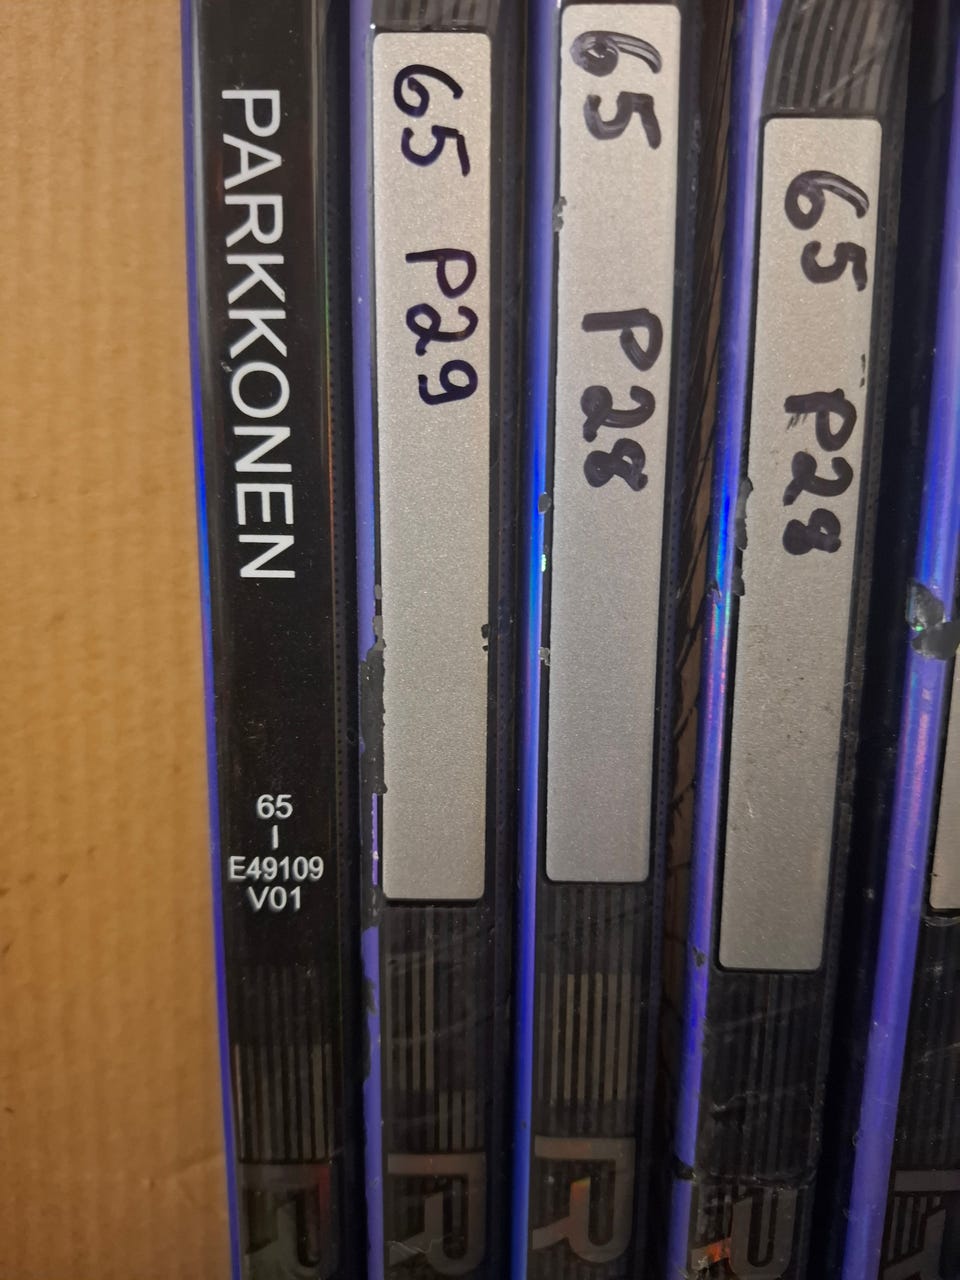 PARKKONEN
65
I
E49109
V01
65 P29
65 P28
65 P28
R
R
R
R